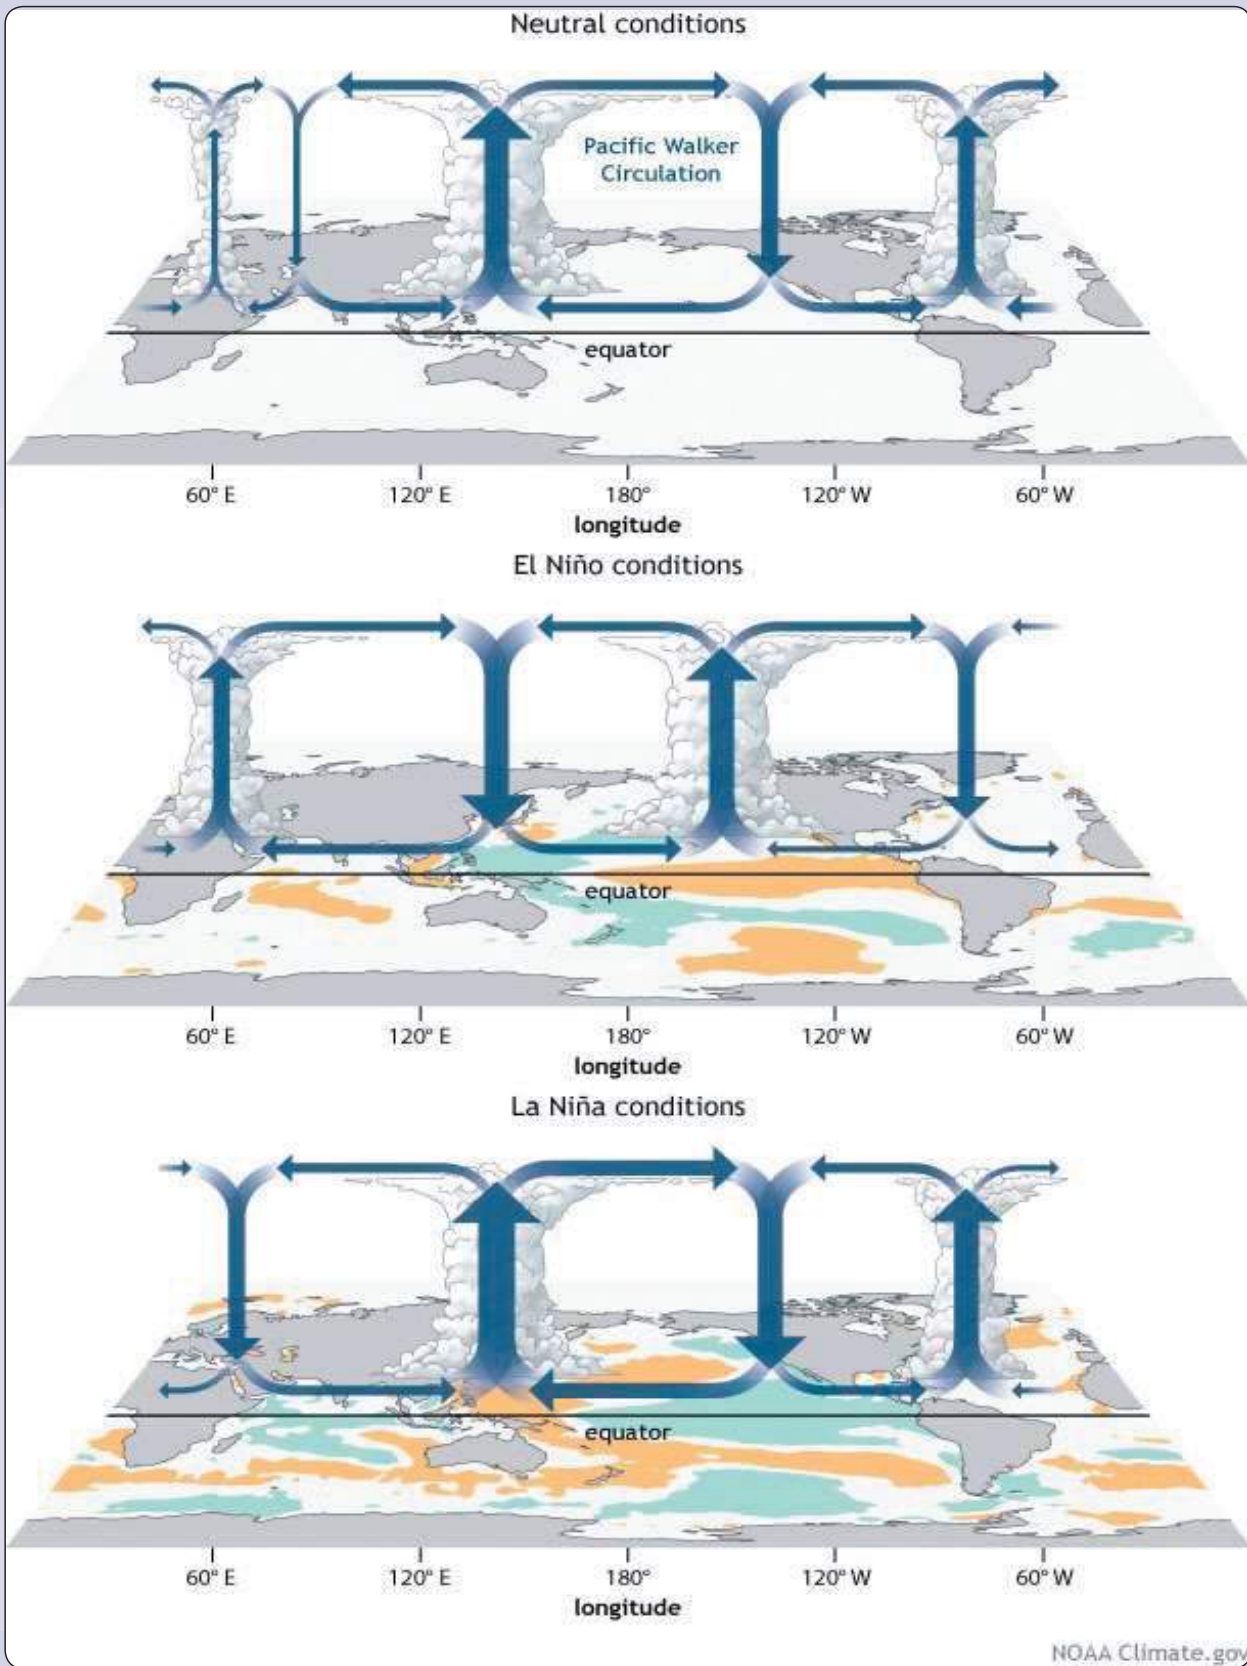 Neutral conditions
Pacific Walker
Circulation
equator
60° E 120° E 180° 120° W 60° W
longitude
El Niño conditions
equator
60° E 120° E 180° 120° W 60° W
longitude
La Niña conditions
equator
60° E 120° E 180° 120° W 60° W
longitude
NOAA Climate.gov